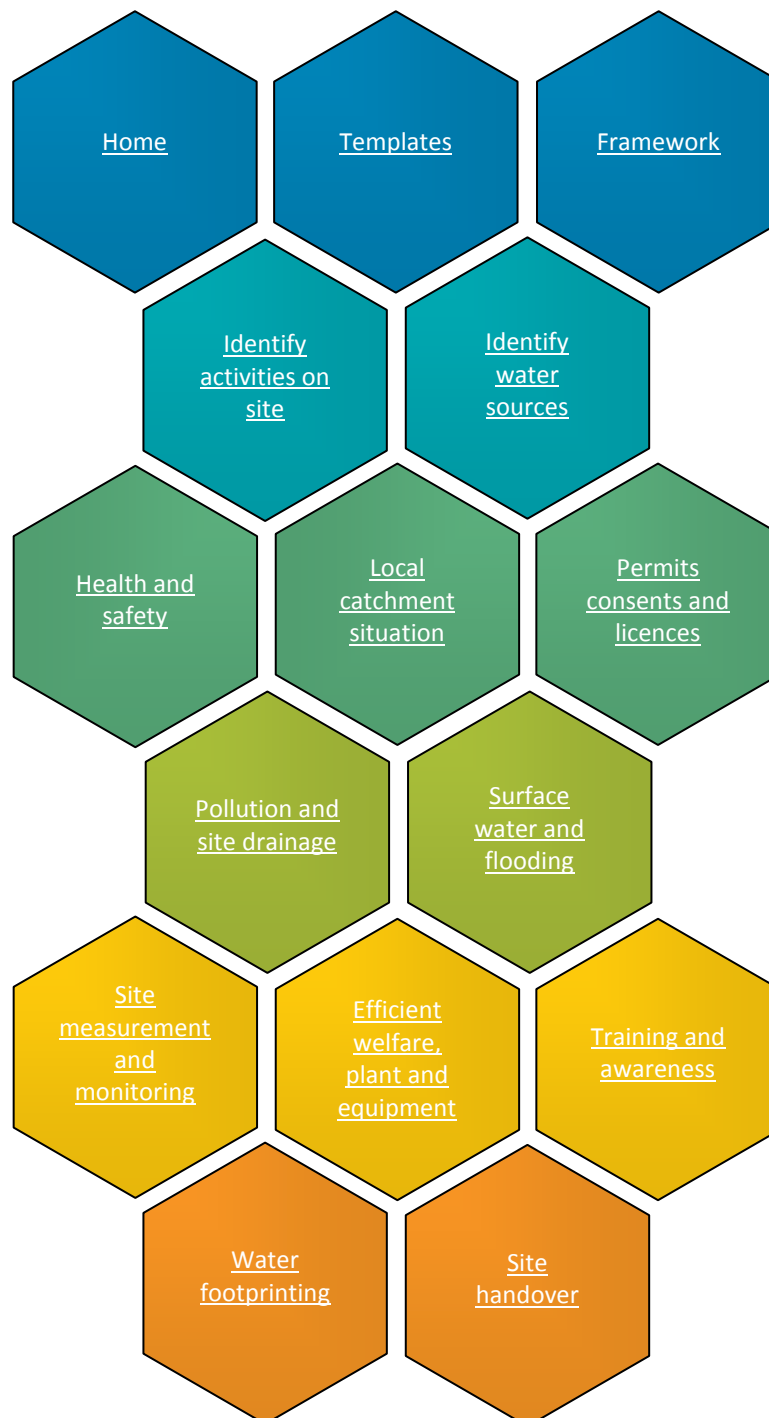 Home
Templates
Framework
Identify
activities on
site
Identify
water
sources
Health and
safety
Local
catchment
situation
Permits
consents and
licences
Pollution and
site drainage
Surface
water and
flooding
Site
measurement
and
monitoring
Efficient
welfare,
plant and
equipment
Training and
awareness
Water
footprinting
Site
handover